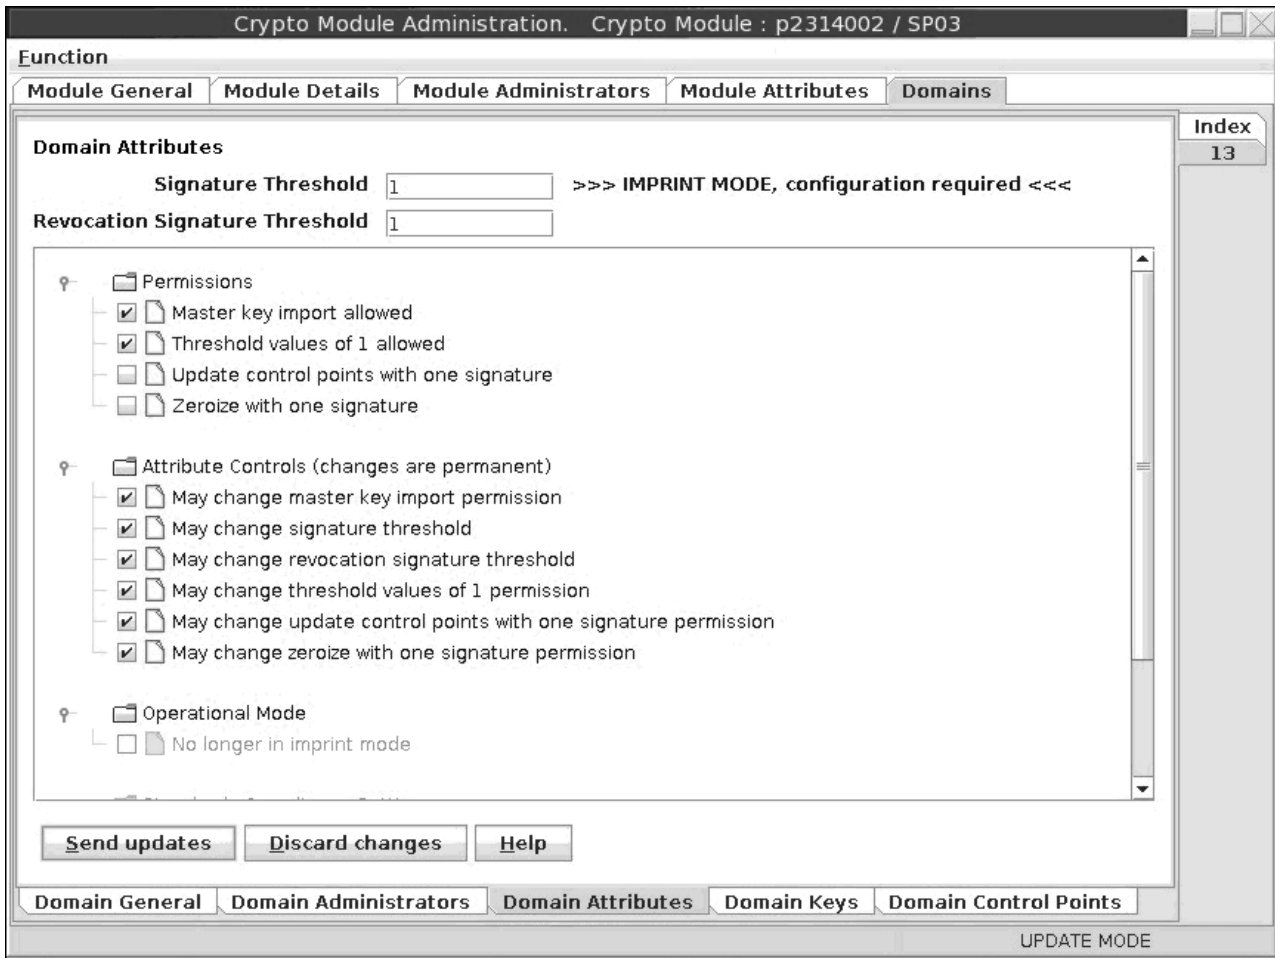 Crypto Module Administration. Crypto Module : p2314002 / SP03
Function
Module General Module Details Module Administrators Module Attributes Domains
Index
13
Domain Attributes
Signature Threshold 1 >>> IMPRINT MODE, configuration required <<<
Revocation Signature Threshold 1
Permissions
Master key import allowed
Threshold values of 1 allowed
Update control points with one signature
Zeroize with one signature
Attribute Controls (changes are permanent)
May change master key import permission
May change signature threshold
May change revocation signature threshold
May change threshold values of 1 permission
May change update control points with one signature permission
May change zeroize with one signature permission
Operational Mode
No longer in imprint mode
Send updates Discard changes Help
Domain General Domain Administrators Domain Attributes Domain Keys Domain Control Points
UPDATE MODE